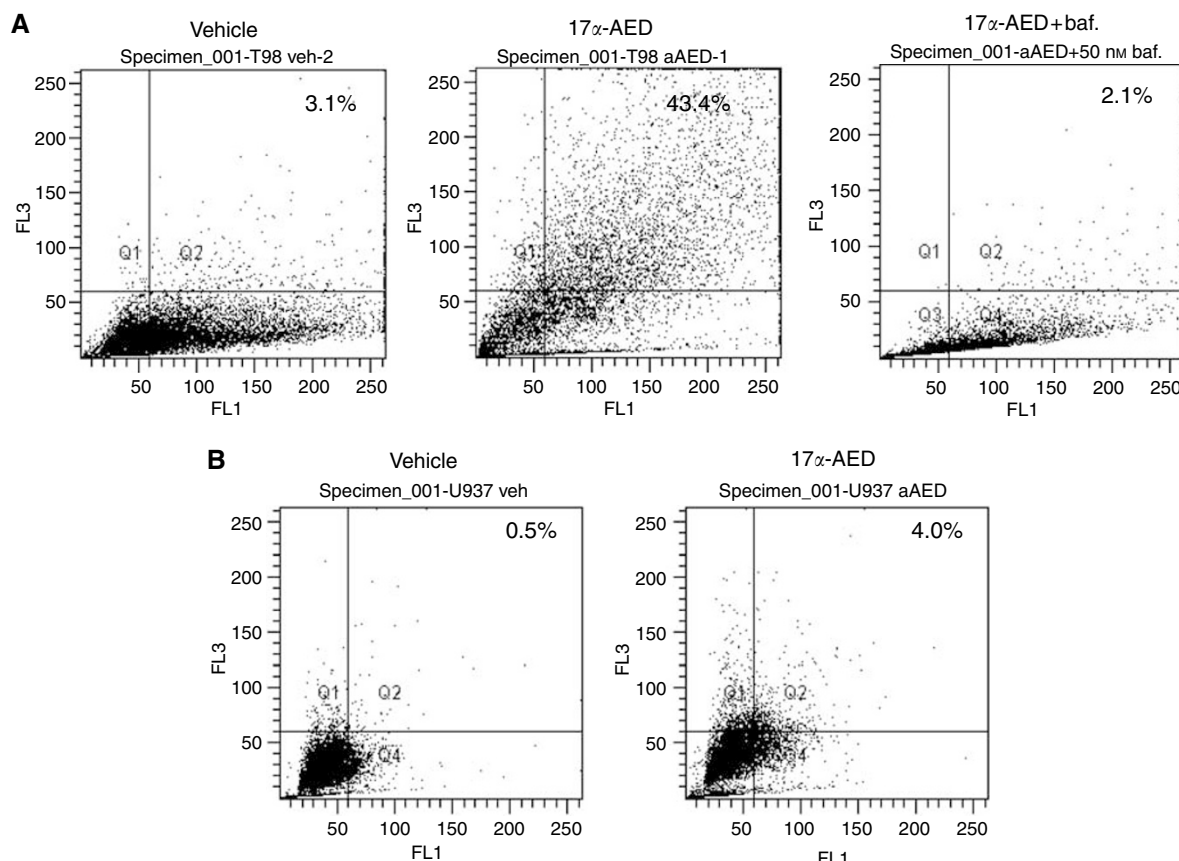 A
Vehicle
Specimen_001-T98 veh-2
3.1%
250
200
150
100
50
FL3
Q1
Q2
50
100
150
200
250
FL1
17α-AED
Specimen_001-T98 aAED-1
43.4%
250
200
150
100
50
FL3
Q1
50
100
150
200
250
FL1
17α-AED+baf.
Specimen_001-aAED+50 nM baf.
2.1%
250
200
150
100
50
FL3
Q1
Q2
Q3
Q4
50
100
150
200
250
FL1
B
Vehicle
Specimen_001-U937 veh
0.5%
250
200
150
100
50
FL3
Q1
Q2
Q4
50
100
150
200
250
FL1
17α-AED
Specimen_001-U937 aAED
4.0%
250
200
150
100
50
FL3
Q1
Q2
50
100
150
200
250
FL1